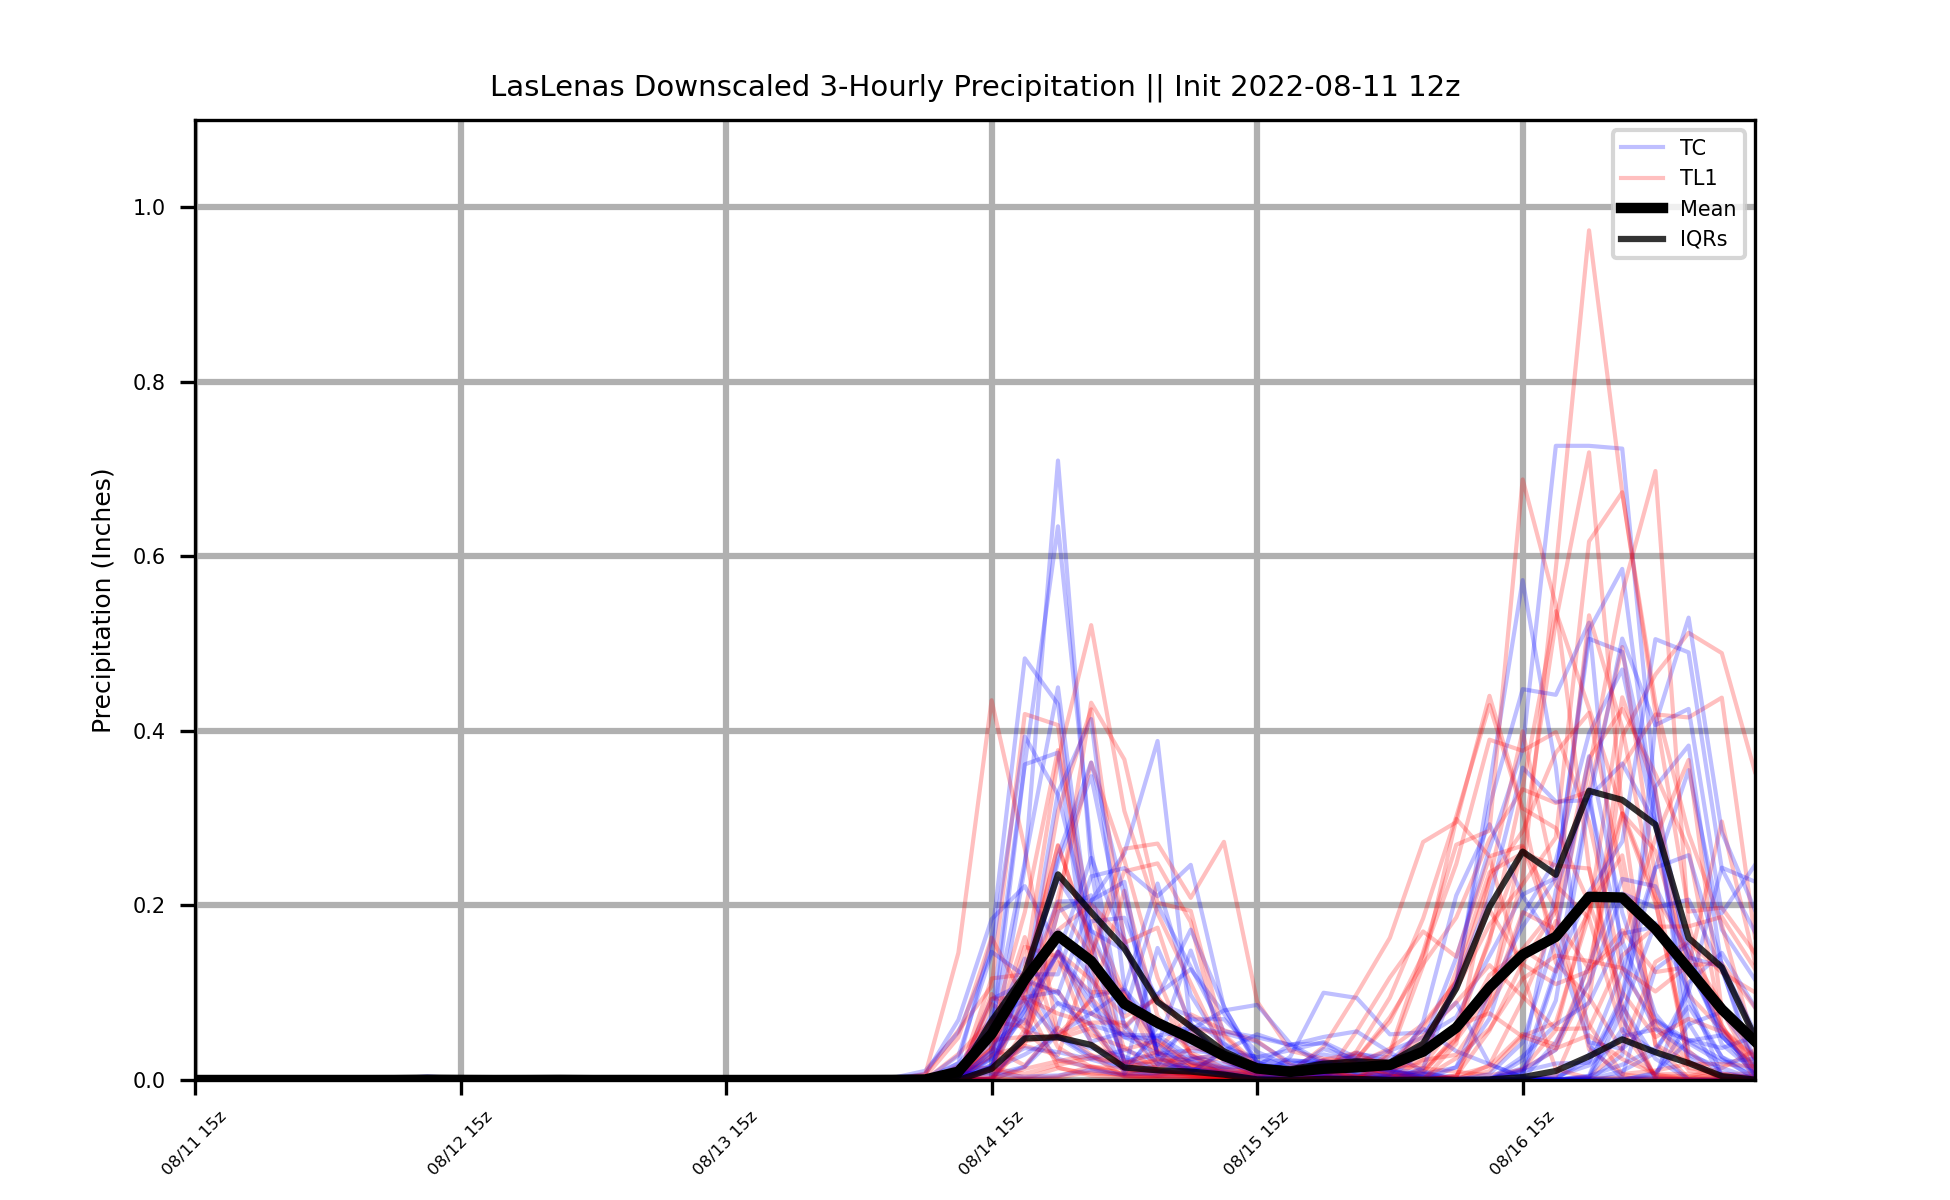 LasLenas Downscaled 3-Hourly Precipitation || Init 2022-08-11 12z
TC
TL1
Mean
IQRs
Precipitation (Inches)
1.0
0.8
0.6
0.4
0.2
0.0
08/11 15z
08/12 15z
08/13 15z
08/14 15z
08/15 15z
08/16 15z